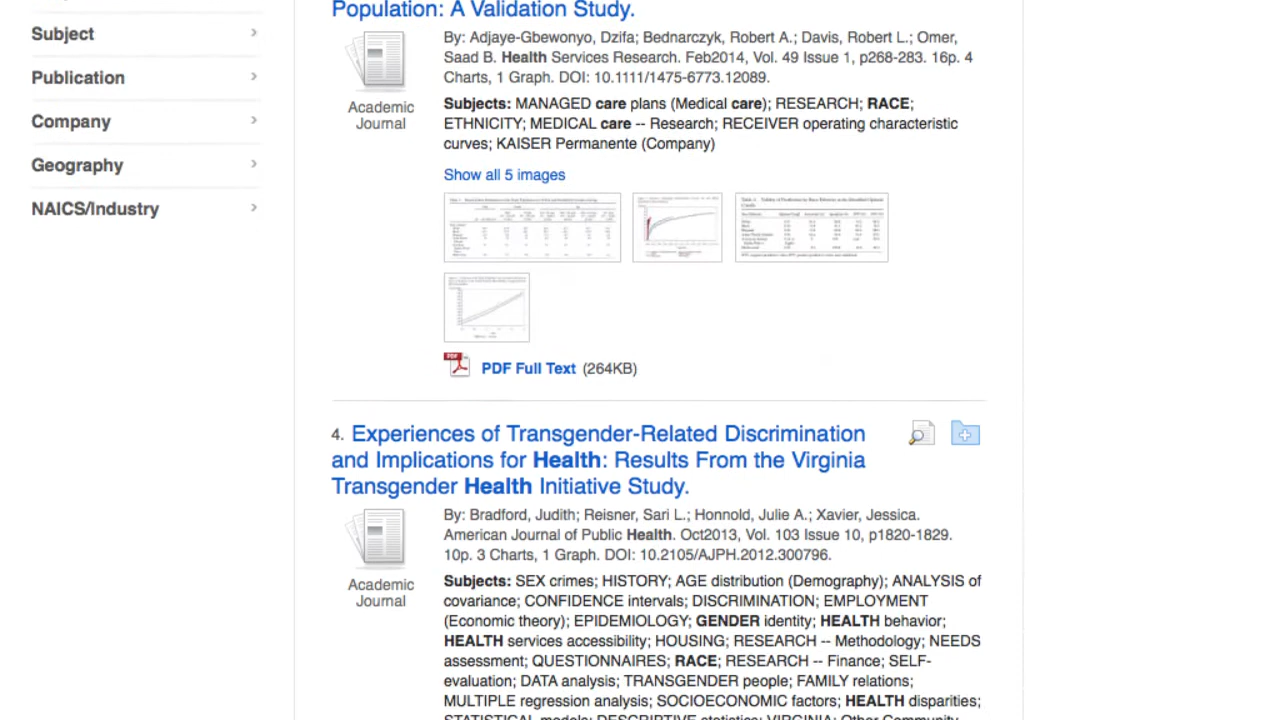 Subject
Publication
Company
Geography
NAICS/Industry
Population: A Validation Study.
Academic
Journal
By: Adjaye-Gbewonyo, Dzifa; Bednarczyk, Robert A.; Davis, Robert L.; Omer,
Saad B. Health Services Research. Feb2014, Vol. 49 Issue 1, p268-283. 16p. 4
Charts, 1 Graph. DOI: 10.1111/1475-6773.12089.
Subjects: MANAGED care plans (Medical care); RESEARCH; RACE;
ETHNICITY; MEDICAL care -- Research; RECEIVER operating characteristic
curves; KAISER Permanente (Company)
Show all 5 images
PDF
PDF Full Text (264KB)
4. Experiences of Transgender-Related Discrimination
and Implications for Health: Results From the Virginia
Transgender Health Initiative Study.
Academic
Journal
By: Bradford, Judith; Reisner, Sari L.; Honnold, Julie A.; Xavier, Jessica.
American Journal of Public Health. Oct2013, Vol. 103 Issue 10, p1820-1829.
10p. 3 Charts, 1 Graph. DOI: 10.2105/AJPH.2012.300796.
Subjects: SEX crimes; HISTORY; AGE distribution (Demography); ANALYSIS of
covariance; CONFIDENCE intervals; DISCRIMINATION; EMPLOYMENT
(Economic theory); EPIDEMIOLOGY; GENDER identity; HEALTH behavior;
HEALTH services accessibility; HOUSING; RESEARCH -- Methodology; NEEDS
assessment; QUESTIONNAIRES; RACE; RESEARCH -- Finance; SELF-
evaluation; DATA analysis; TRANSGENDER people; FAMILY relations;
MULTIPLE regression analysis; SOCIOECONOMIC factors; HEALTH disparities;
STATISTICAL models; DESCRIPTIVE statistics; VIRGINIA; Other Community